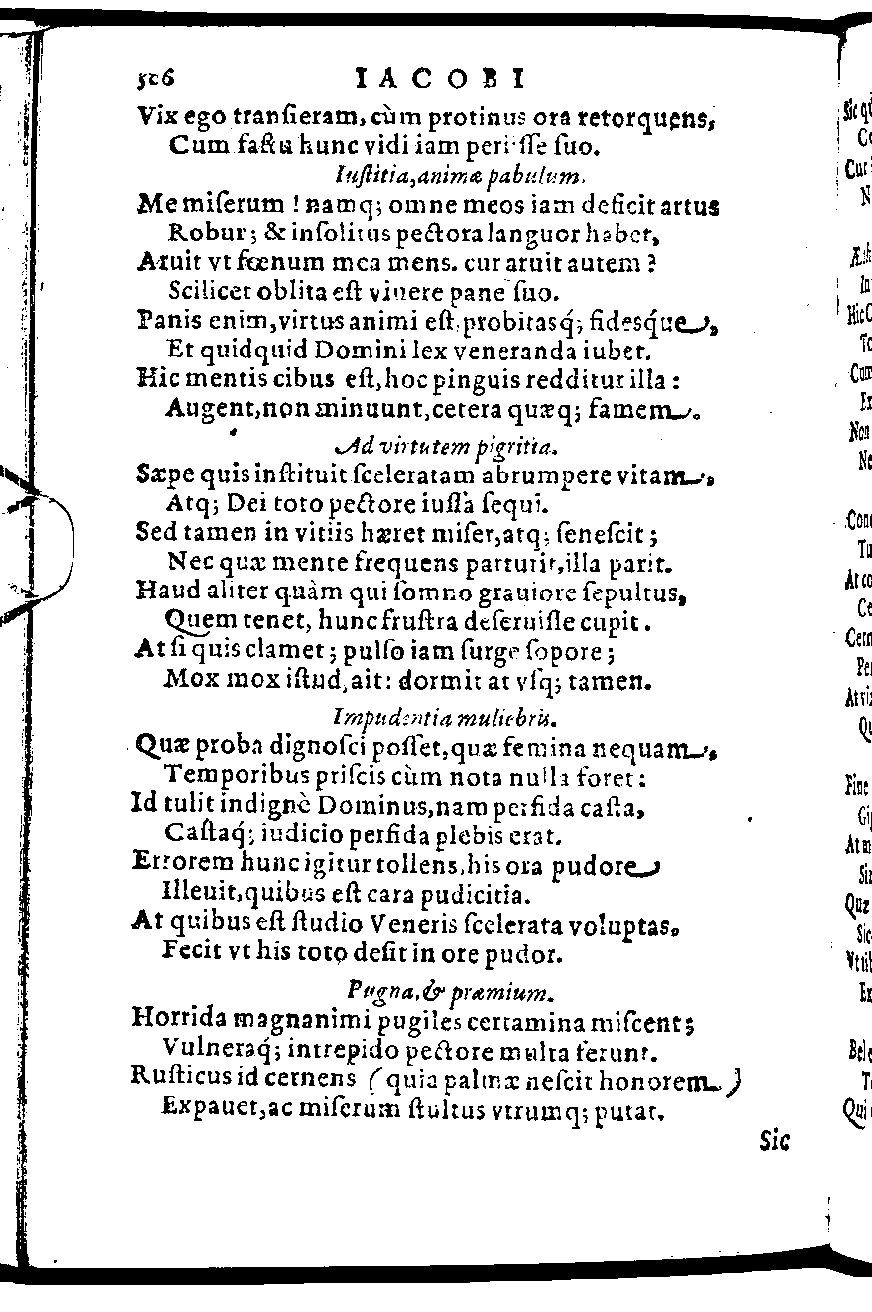 506 IACOBI
Vix ego tranſieram, cùm protinus ora retorquens,
Cum faſtu hunc vidi iam periſſe ſuo.
Iuſtitia, animæ pabulum.
Me miſerum ! namq; omne meos iam deficit artus
Robur; & inſolitus pectora languor habet,
Aruit vt fœnum mea mens. cur aruit autem ?
Scilicet oblita eſt viuere pane ſuo.
Panis enim, virtus animi eſt, probitasq́; fidesq́ue,
Et quidquid Domini lex veneranda iubet.
Hic mentis cibus eſt, hoc pinguis redditur illa :
Augent, non minuunt, cetera quæq; famem.
Ad virtutem pigritia.
Sæpe quis inſtituit ſceleratam abrumpere vitam,
Atq; Dei toto pectore iuſſa ſequi.
Sed tamen in vitiis hæret miſer, atq; ſeneſcit ;
Nec quæ mente frequens parturit, illa parit.
Haud aliter quàm qui ſomno grauiore ſepultus,
Quem tenet, hunc fruſtra deſeruiſſe cupit.
At ſi quis clamet ; pulſo iam ſurge ſopore ;
Mox mox iſtud, ait: dormit at vſq; tamen.
Impudentia muliebris.
Quæ proba dignoſci poſſet, quæ femina nequam,
Temporibus priſcis cùm nota nulla foret :
Id tulit indignè Dominus, nam perfida caſta,
Caſtaq́; iudicio perfida plebis erat.
Errorem hunc igitur tollens, his ora pudore
Illeuit, quibus eſt cara pudicitia.
At quibus eſt ſtudio Veneris ſcelerata voluptas,
Fecit vt his toto deſit in ore pudor.
Pugna, & præmium.
Horrida magnanimi pugiles certamina miſcent ;
Vulneraq́; intrepido pectore multa ferunt.
Ruſticus id cernens ( quia palmæ neſcit honorem )
Expauet, ac miſerum ſtultus vtrumq; putat.
Sic